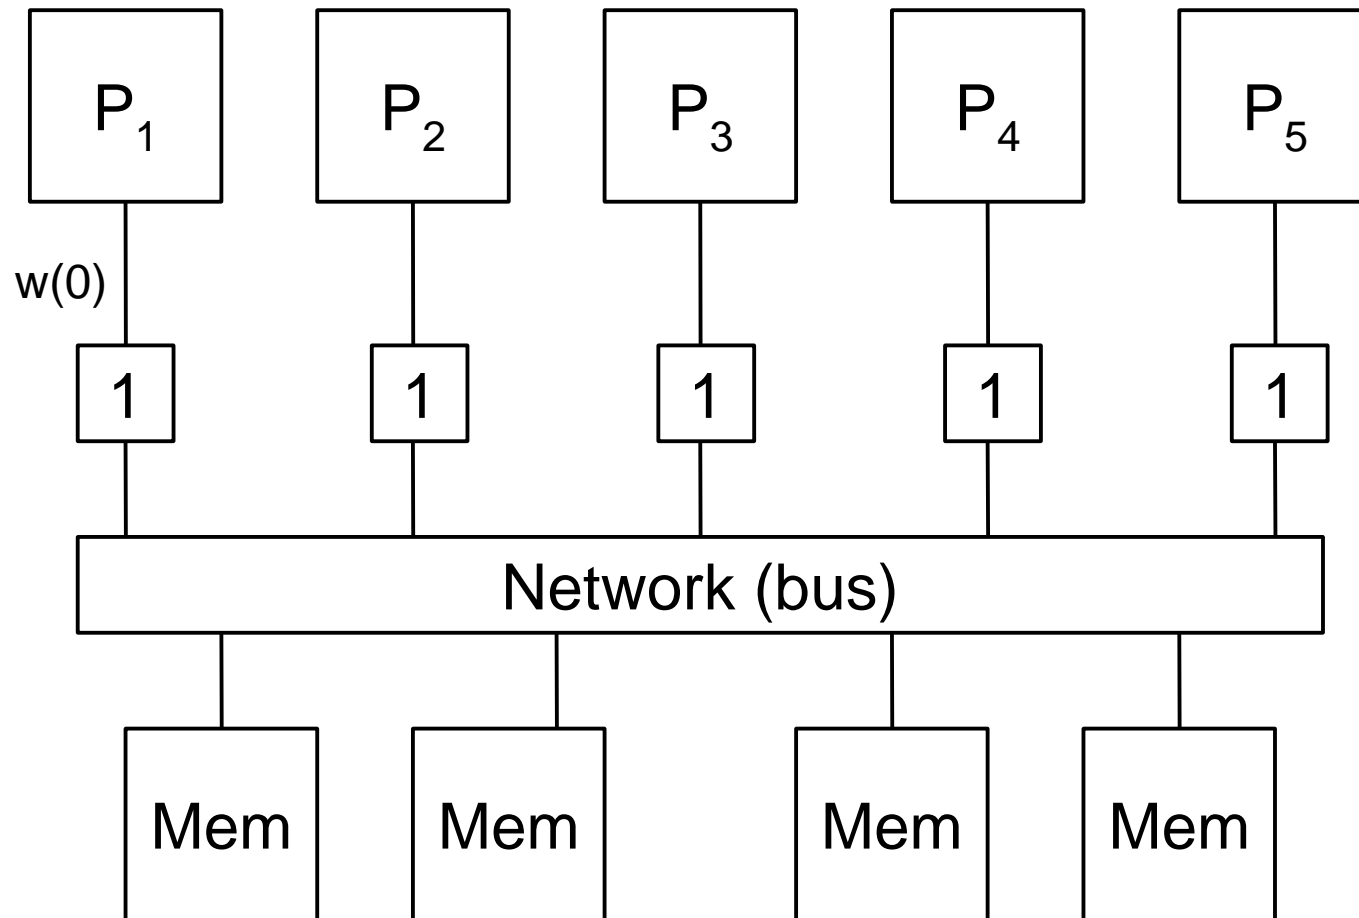 P₁ P₂ P₃ P₄ P₅
w(0)
1 1 1 1 1
Network (bus)
Mem Mem Mem Mem